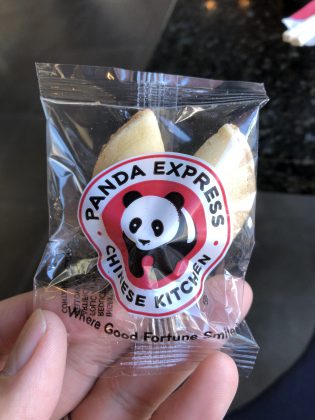 PANDA EXPRESS
CHINESE KITCHEN
®
Where Good Fortune Smiles